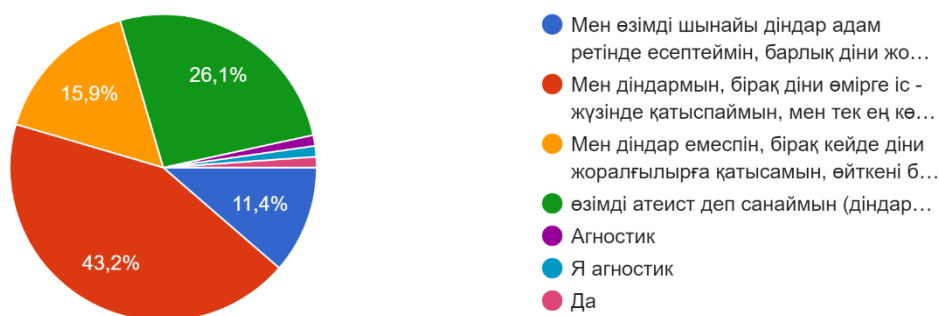 26,1%
15,9%
11,4%
43,2%
Мен өзімді шынайы діндар адам
ретінде есептеймін, барлық діни жо...
Мен діндармын, бірақ діни өмірге іс -
жүзінде қатыспаймын, мен тек ең кө...
Мен діндар емеспін, бірақ кейде діни
жоралғылырға қатысамын, өйткені б...
өзімді атеист деп санаймын (діндар...
Агностик
Я агностик
Да